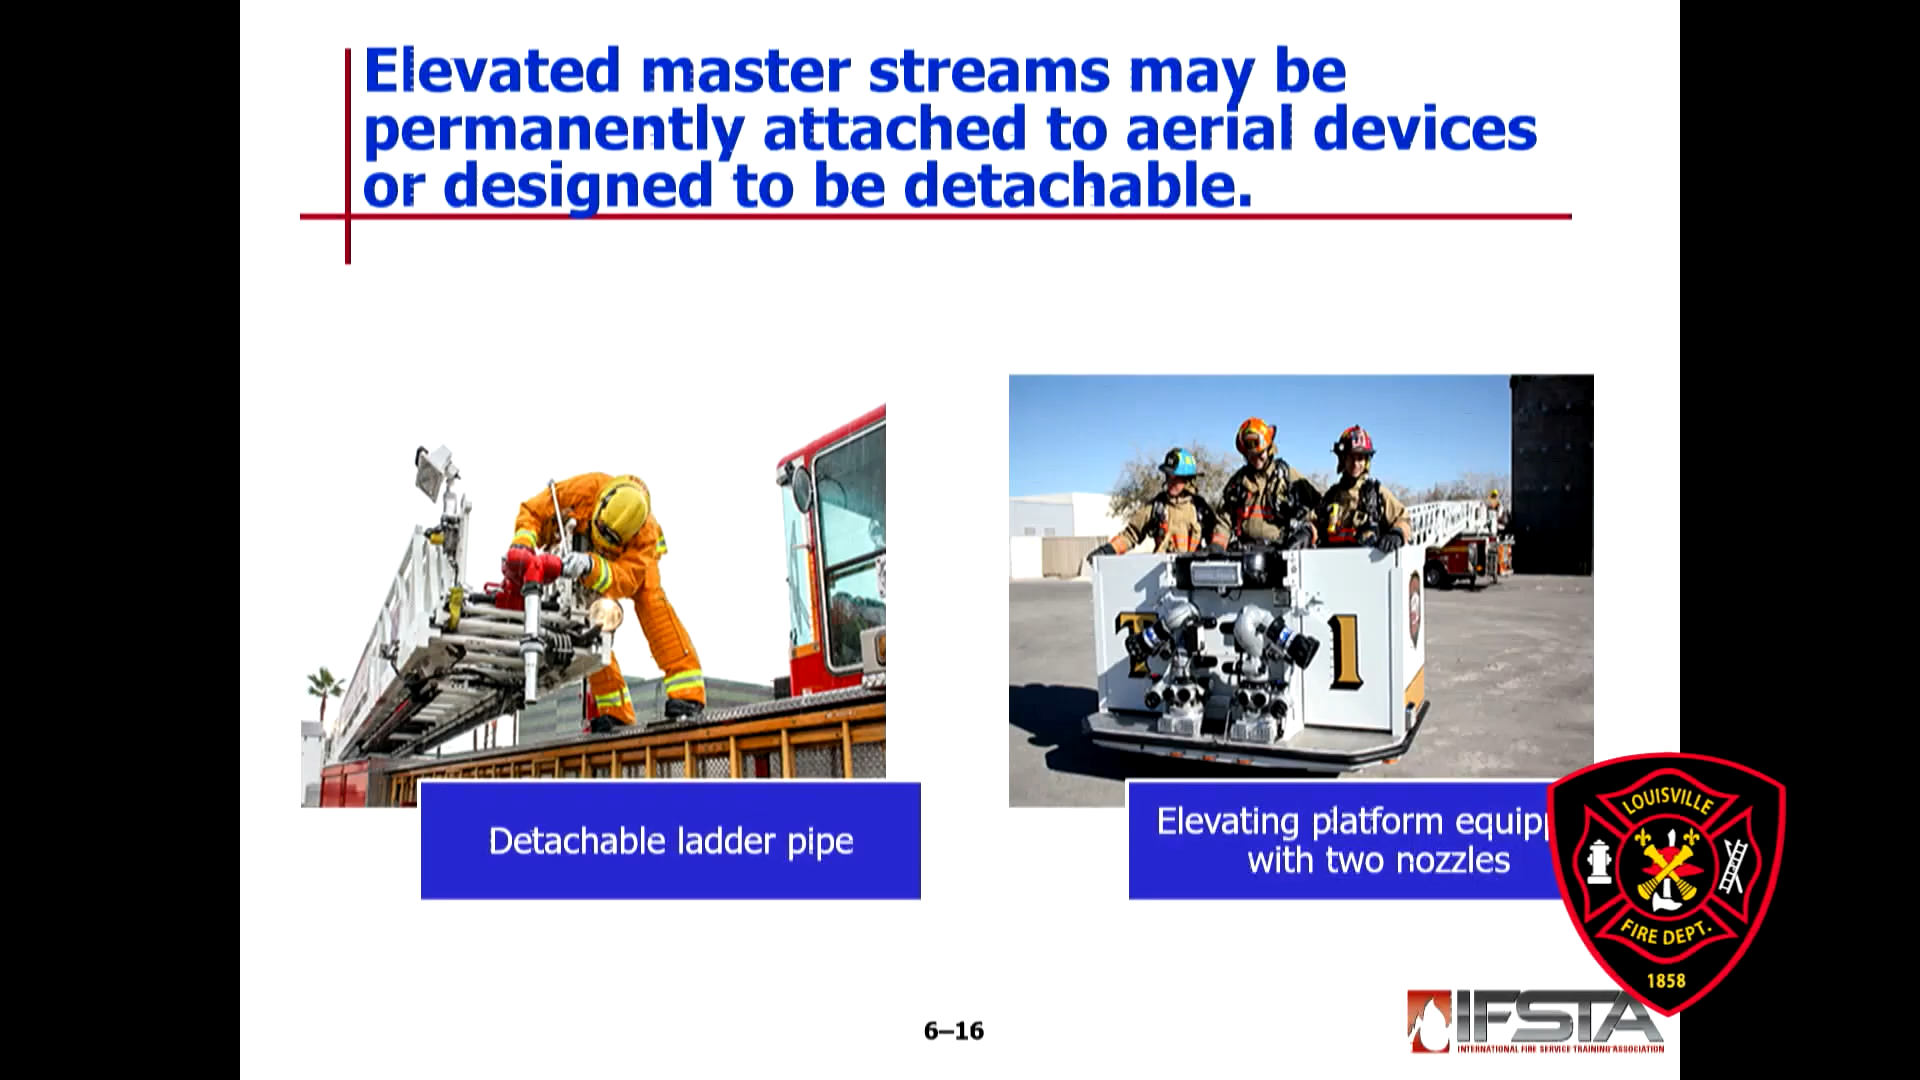 Elevated master streams may be
permanently attached to aerial devices
or designed to be detachable.
1
Detachable ladder pipe
Elevating platform
with two nozzles
LOUISVILLE
FIRE DEPT.
1858
6–16
IFSTA
INTERNATIONAL FIRE SERVICE TRAINING ASSOCIATION